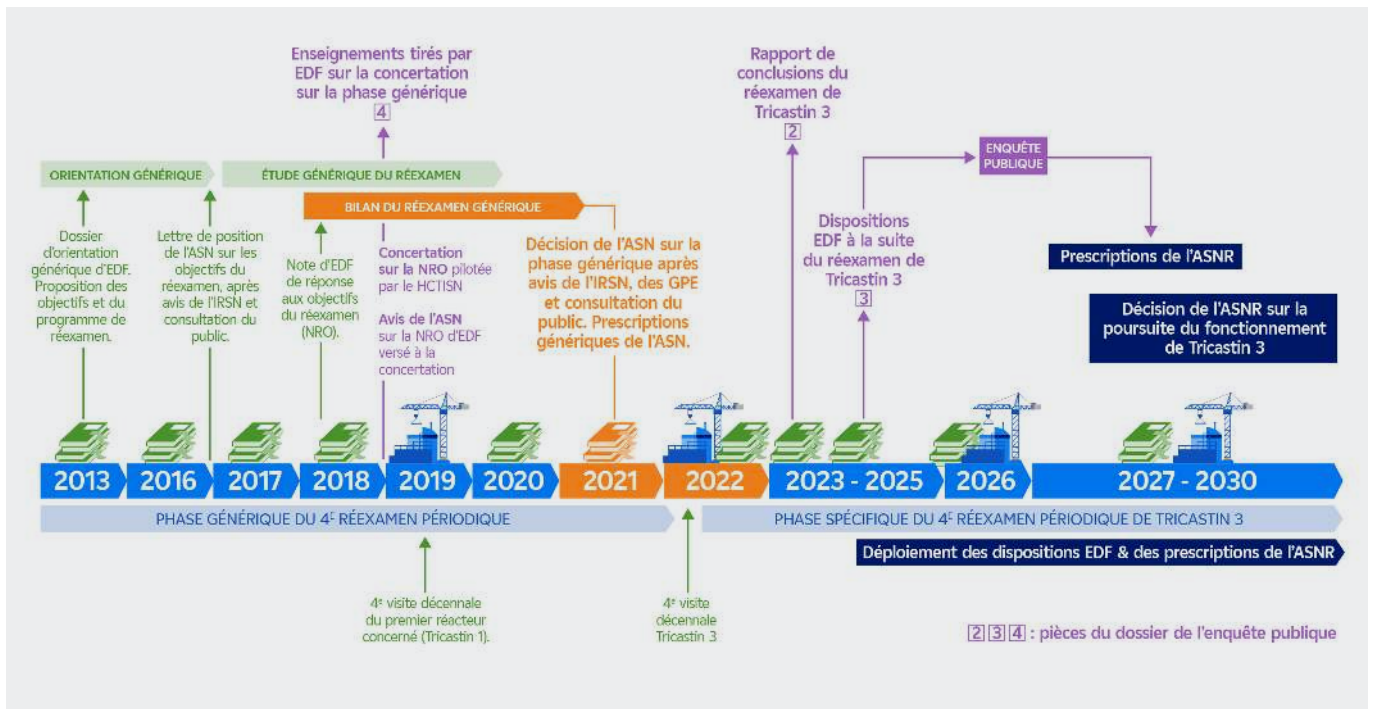 Enseignements tirés par
EDF sur la concertation
sur la phase générique
4
Rapport de
conclusions du
réexamen de
Tricastin 3
2
ENQUÊTE
PUBLIQUE
ORIENTATION GÉNÉRIQUE
ÉTUDE GÉNÉRIQUE DU RÉEXAMEN
BILAN DU RÉEXAMEN GÉNÉRIQUE
Dossier
d'orientation
générique d'EDF.
Proposition des
objectifs et du
programme de
réexamen.
Lettre de position
de l'ASN sur les
objectifs du
réexamen, après
avis de l'IRSN et
consultation du
public.
Note d'EDF
de réponse
aux objectifs
du réexamen
(NRO).
Concertation
sur la NRO pilotée
par le HCTISN
Avis de l'ASN
sur la NRO d'EDF
versé à la
concertation
Décision de l'ASN sur la
phase générique après
avis de l'IRSN, des GPE
et consultation du
public. Prescriptions
génériques de l'ASN.
Dispositions
EDF à la suite
du réexamen de
Tricastin 3
3
Prescriptions de l'ASNR
Décision de l'ASNR sur la
poursuite du fonctionnement
de Tricastin 3
2013
2016
2017
2018
2019
2020
2021
2022
2023 - 2025
2026
2027 - 2030
PHASE GÉNÉRIQUE DU 4E RÉEXAMEN PÉRIODIQUE
PHASE SPÉCIFIQUE DU 4E RÉEXAMEN PÉRIODIQUE DE TRICASTIN 3
Déploiement des dispositions EDF & des prescriptions de l'ASNR
4e visite décennale
du premier réacteur
concerné (Tricastin 1).
4e visite
décennale
Tricastin 3
2 3 4 : pièces du dossier de l'enquête publique